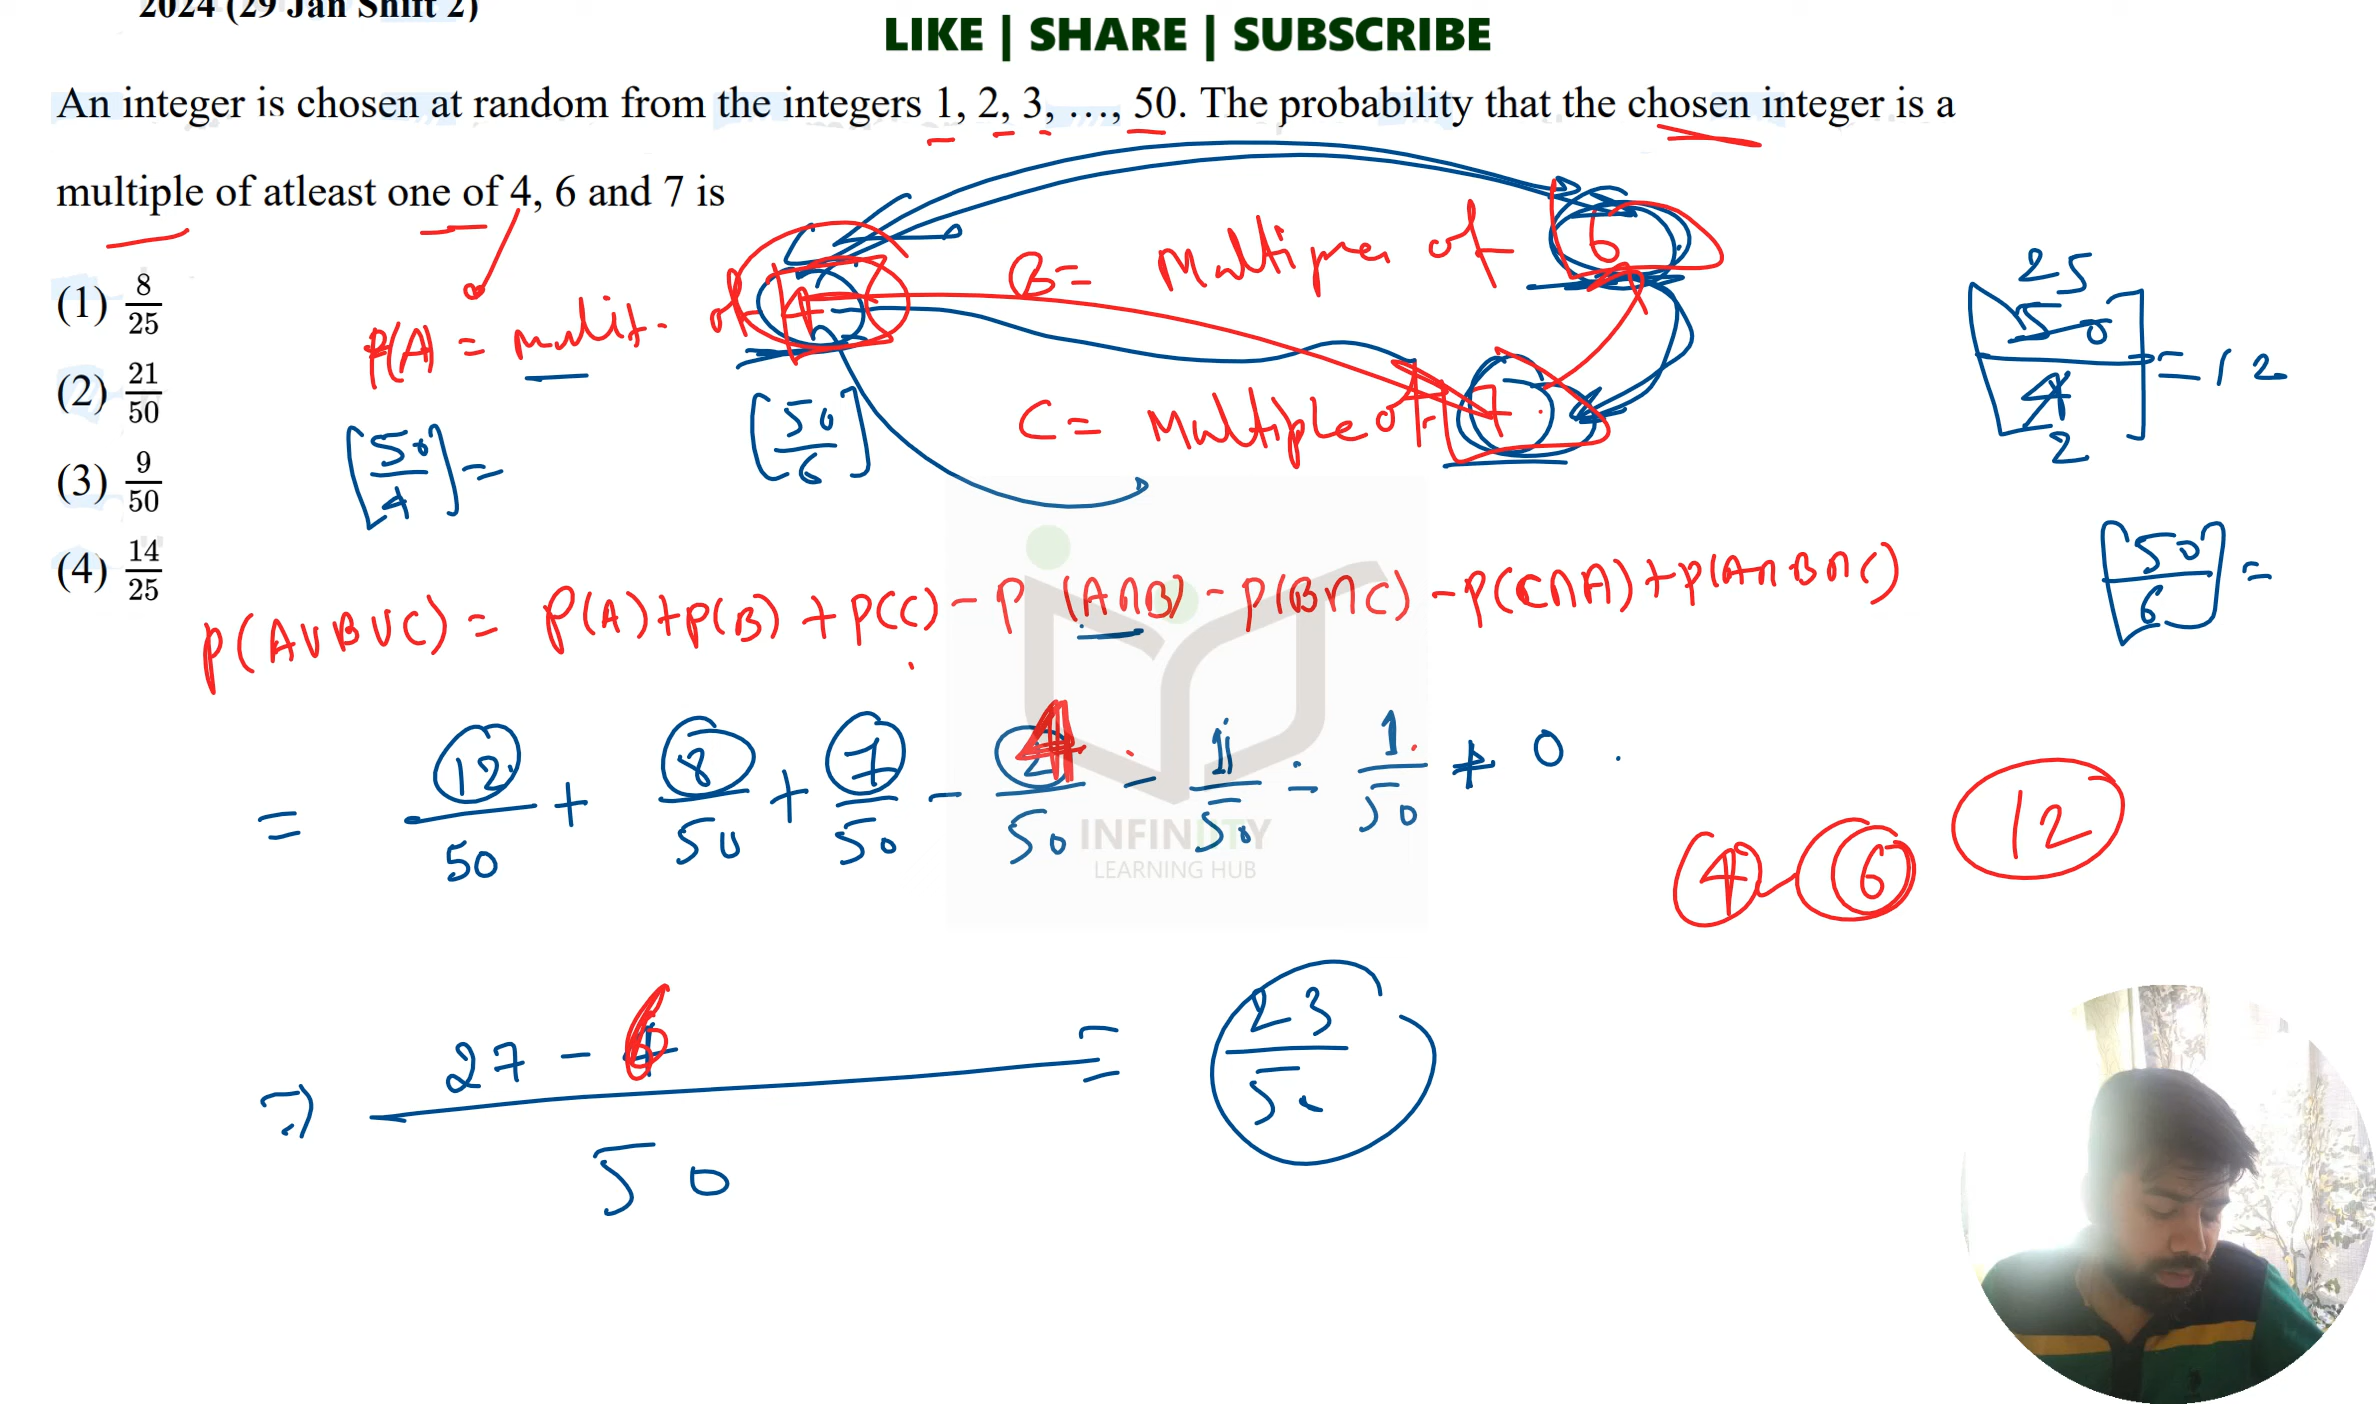 2024 (29 Jan Shift 2)
LIKE | SHARE | SUBSCRIBE
An integer is chosen at random from the integers 1, 2, 3, …, 50. The probability that the chosen integer is a
multiple of atleast one of 4, 6 and 7 is
(1) 8/25
(2) 21/50
(3) 9/50
(4) 14/25
P(A) = mult. of 4
B = Multiples of 6
C = Multiple of 7
[50/4] =
[50/6]
25
[50/4] = 12
2
[50/6] =
P(A∪B∪C) = P(A)+P(B)+P(C)-P(A∩B)-P(B∩C)-P(C∩A)+P(A∩B∩C)
= 12/50 + 8/50 + 7/50 - 4/50 - 1/50 - 1/50 + 0
4 6 12
INFINIITY
LEARNING HUB
⇒ 27 - 6/50 = 23/50